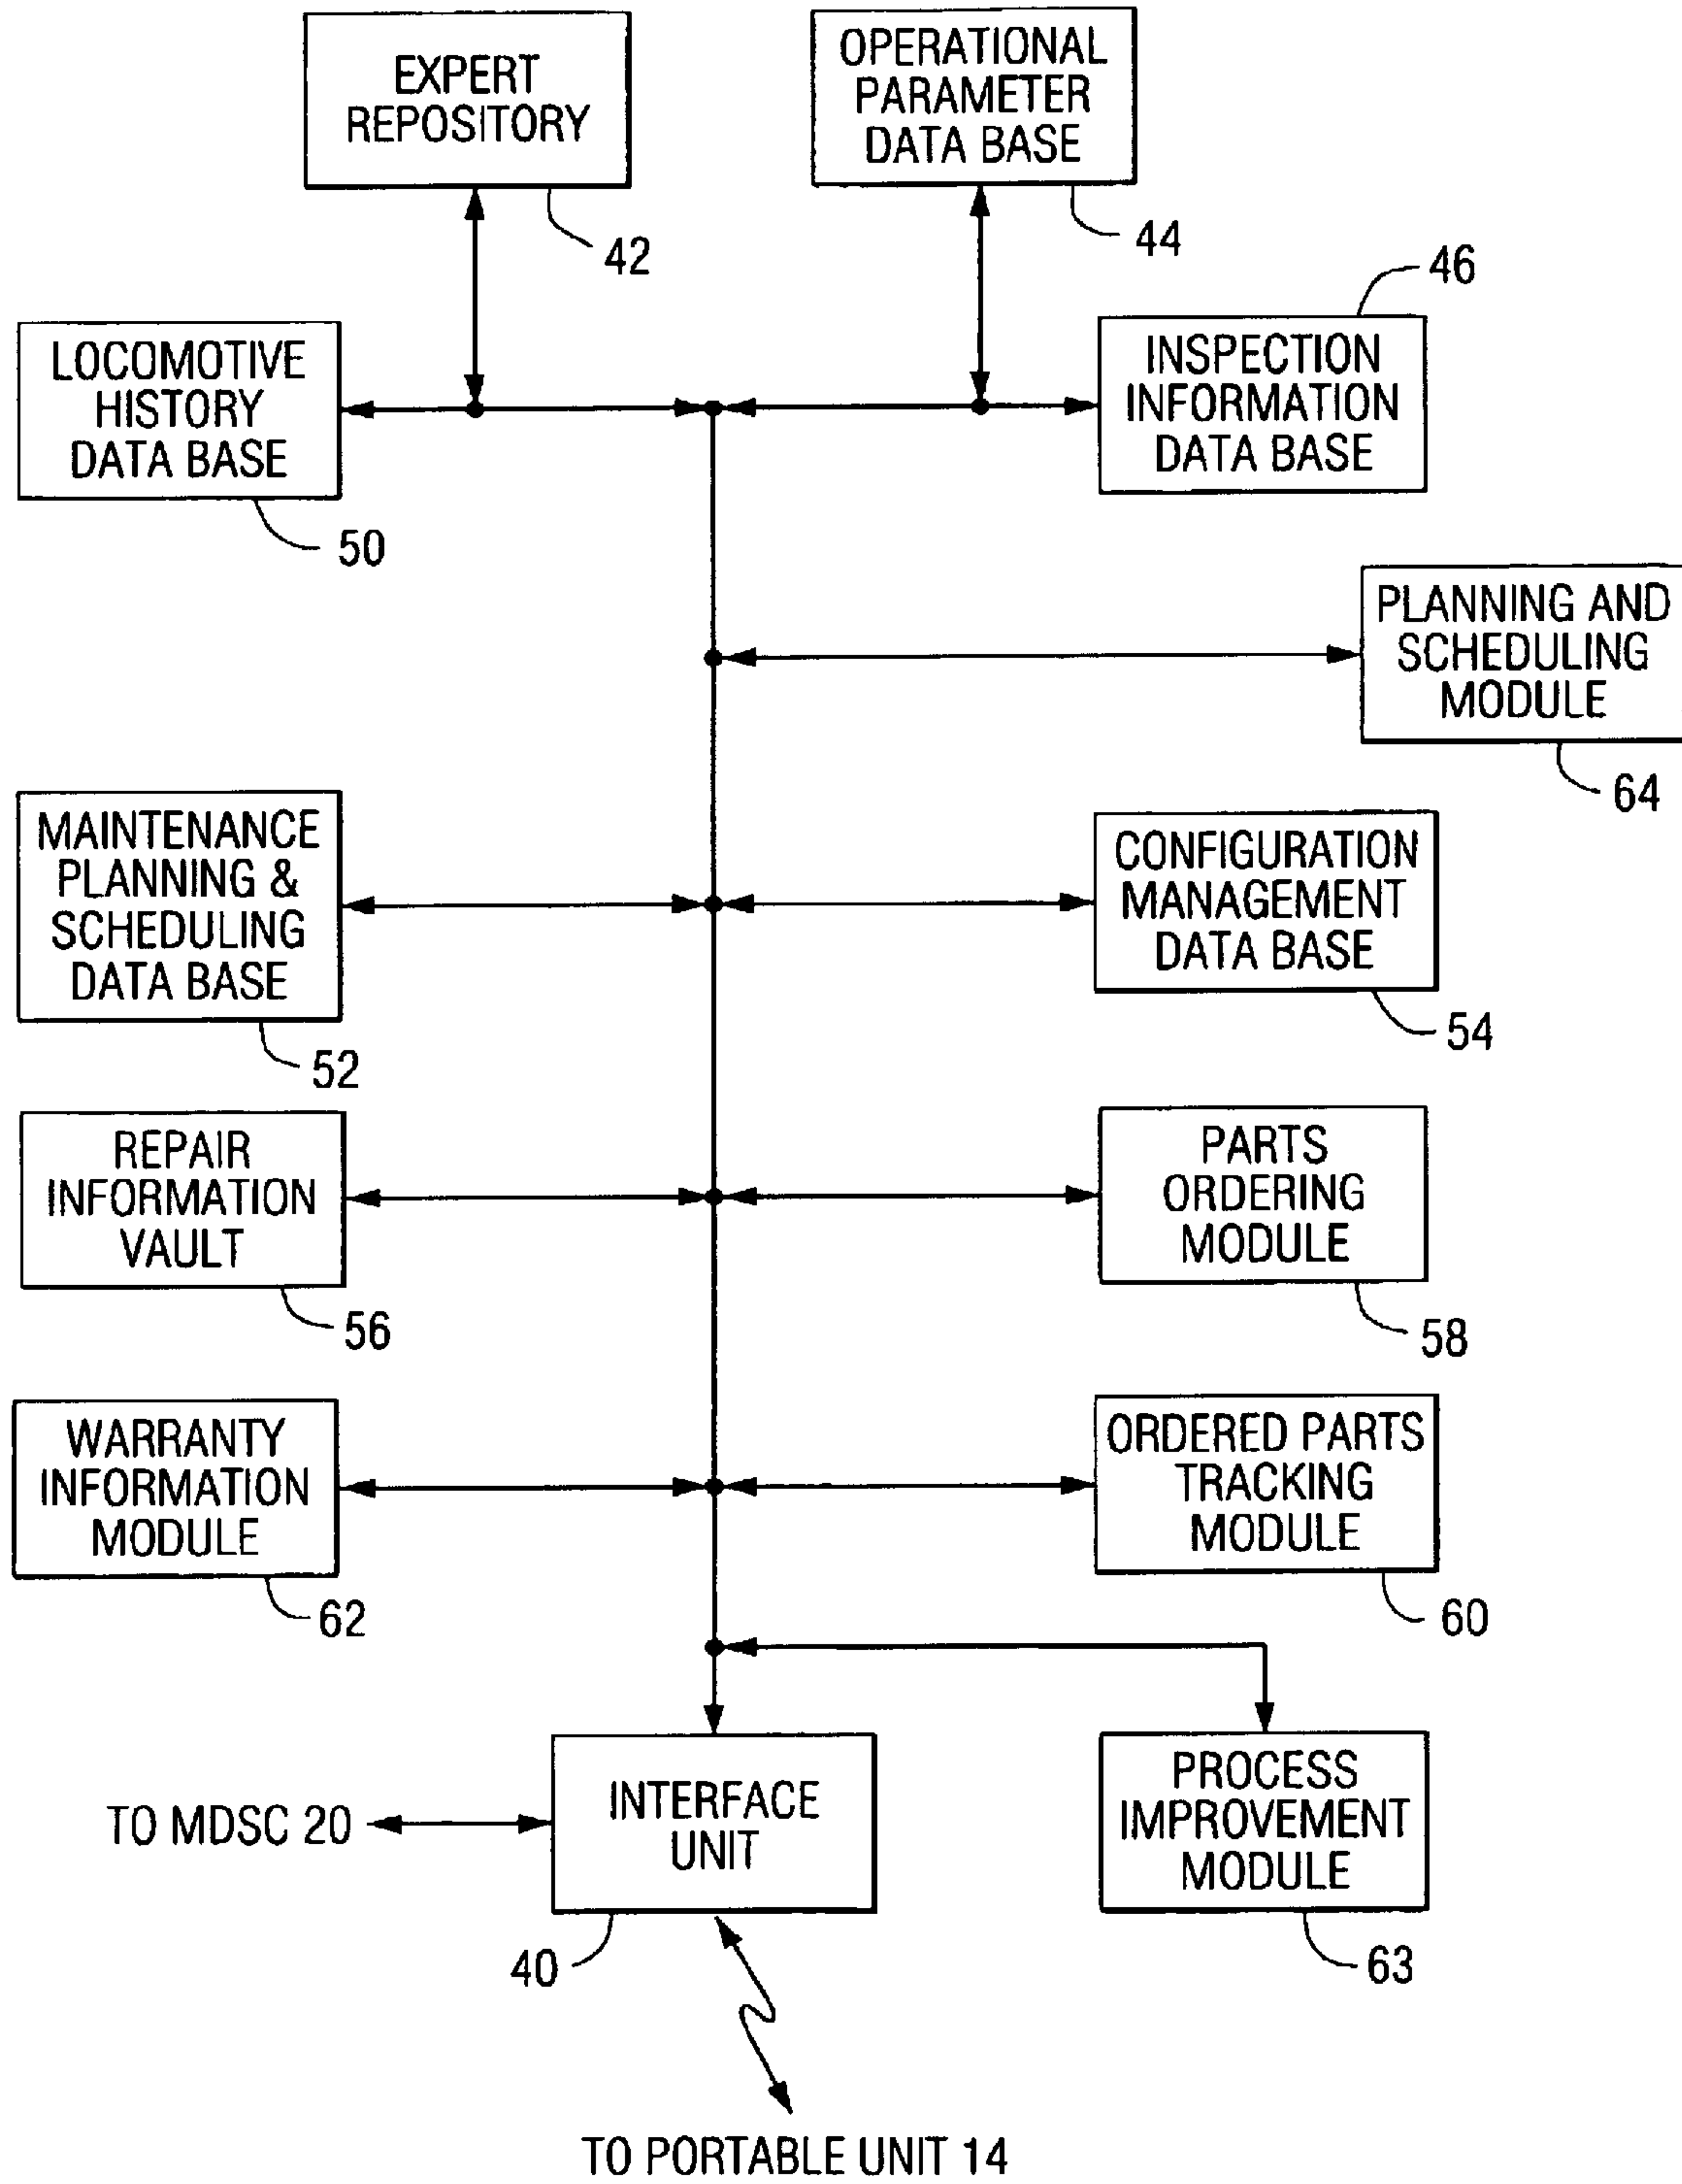 EXPERT
REPOSITORY
42
OPERATIONAL
PARAMETER
DATA BASE
44
LOCOMOTIVE
HISTORY
DATA BASE
50
46
INSPECTION
INFORMATION
DATA BASE
PLANNING AND
SCHEDULING
MODULE
64
MAINTENANCE
PLANNING &
SCHEDULING
DATA BASE
52
CONFIGURATION
MANAGEMENT
DATA BASE
54
REPAIR
INFORMATION
VAULT
56
PARTS
ORDERING
MODULE
58
WARRANTY
INFORMATION
MODULE
62
ORDERED PARTS
TRACKING
MODULE
60
TO MDSC 20
INTERFACE
UNIT
40
PROCESS
IMPROVEMENT
MODULE
63
TO PORTABLE UNIT 14